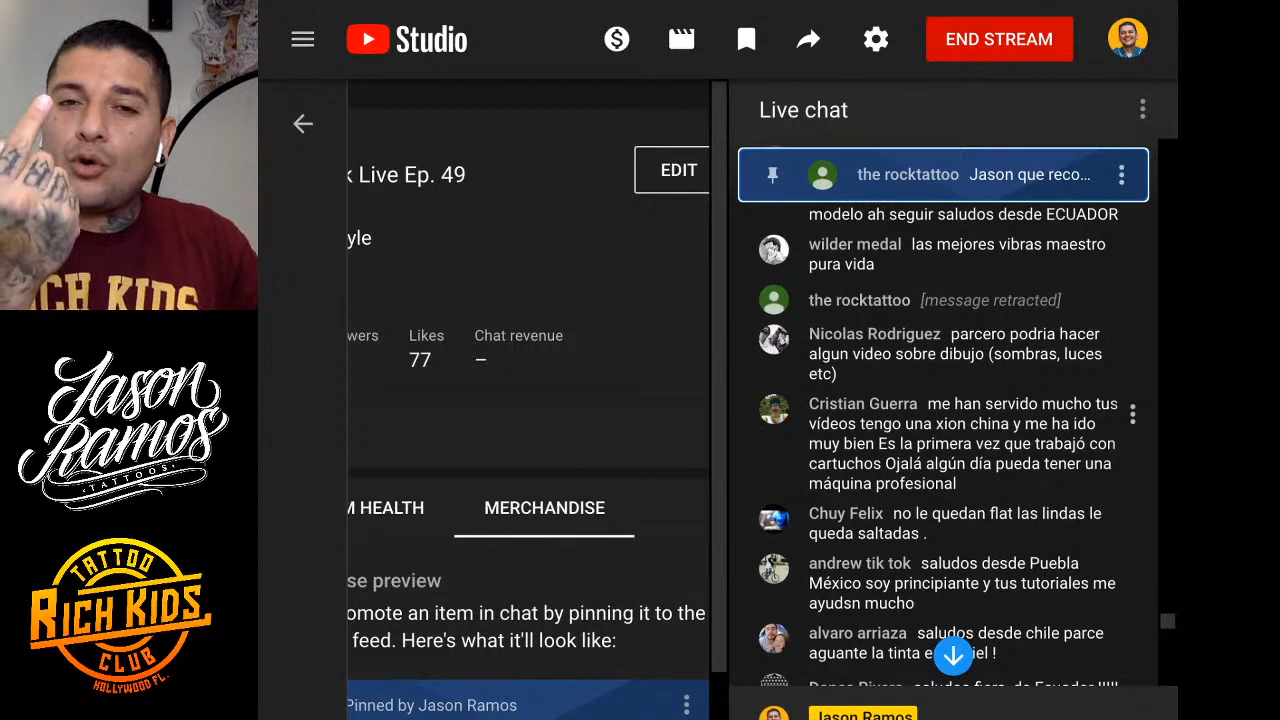 Studio
END STREAM
Live chat
k Live Ep. 49
EDIT
yle
wers
Likes
77
Chat revenue
–
M HEALTH
MERCHANDISE
se preview
omote an item in chat by pinning it to the
feed. Here's what it'll look like:
Pinned by Jason Ramos
the rocktattoo Jason que reco...
modelo ah seguir saludos desde ECUADOR
wilder medal las mejores vibras maestro
pura vida
the rocktattoo [message retracted]
Nicolas Rodriguez parcero podria hacer
algun video sobre dibujo (sombras, luces
etc)
Cristian Guerra me han servido mucho tus
vídeos tengo una xion china y me ha ido
muy bien Es la primera vez que trabajó con
cartuchos Ojalá algún día pueda tener una
máquina profesional
Chuy Felix no le quedan flat las lindas le
queda saltadas .
andrew tik tok saludos desde Puebla
México soy principiante y tus tutoriales me
ayudsn mucho
alvaro arriaza saludos desde chile parce
aguante la tinta e iel !
saludos fiera de Ecuador !!!!!
Jason Ramos
CH KIDS
Jason
Ramos
TATTOOS
TATTOO
RICH KIDS
CLUB
HOLLYWOOD FL.